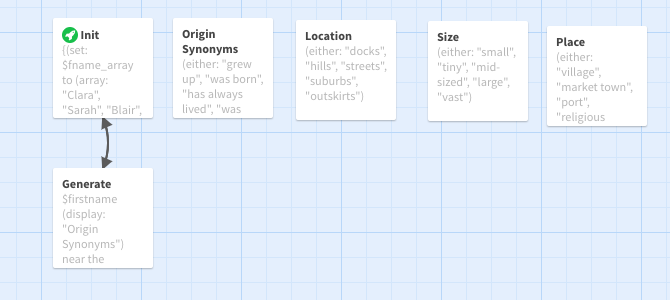 Init
{(set:
$fname_array
to (array:
"Clara",
"Sarah", "Blair",
Origin
Synonyms
(either: "grew
up", "was born",
"has always
lived", "was
Location
(either: "docks",
"hills", "streets",
"suburbs",
"outskirts")
Size
(either: "small",
"tiny", "mid-
sized", "large",
"vast")
Place
(either:
"village",
"market town",
"port",
"religious
Generate
$firstname
(display:
"Origin
Synonyms")
near the